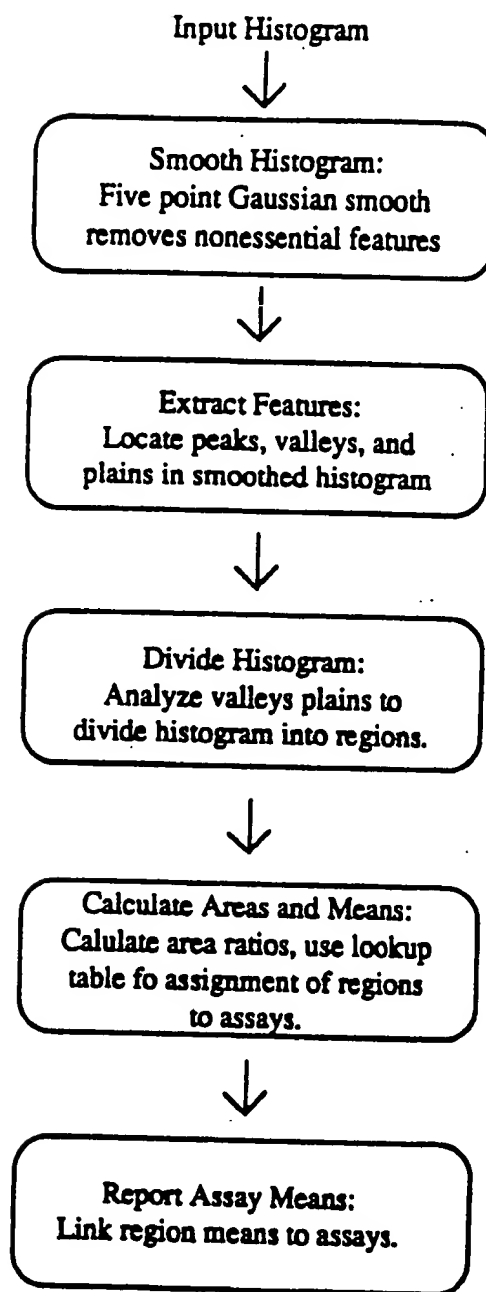 Input Histogram
Smooth Histogram:
Five point Gaussian smooth
removes nonessential features
Extract Features:
Locate peaks, valleys, and
plains in smoothed histogram
Divide Histogram:
Analyze valleys plains to
divide histogram into regions.
Calculate Areas and Means:
Calulate area ratios, use lookup
table fo assignment of regions
to assays.
Report Assay Means:
Link region means to assays.